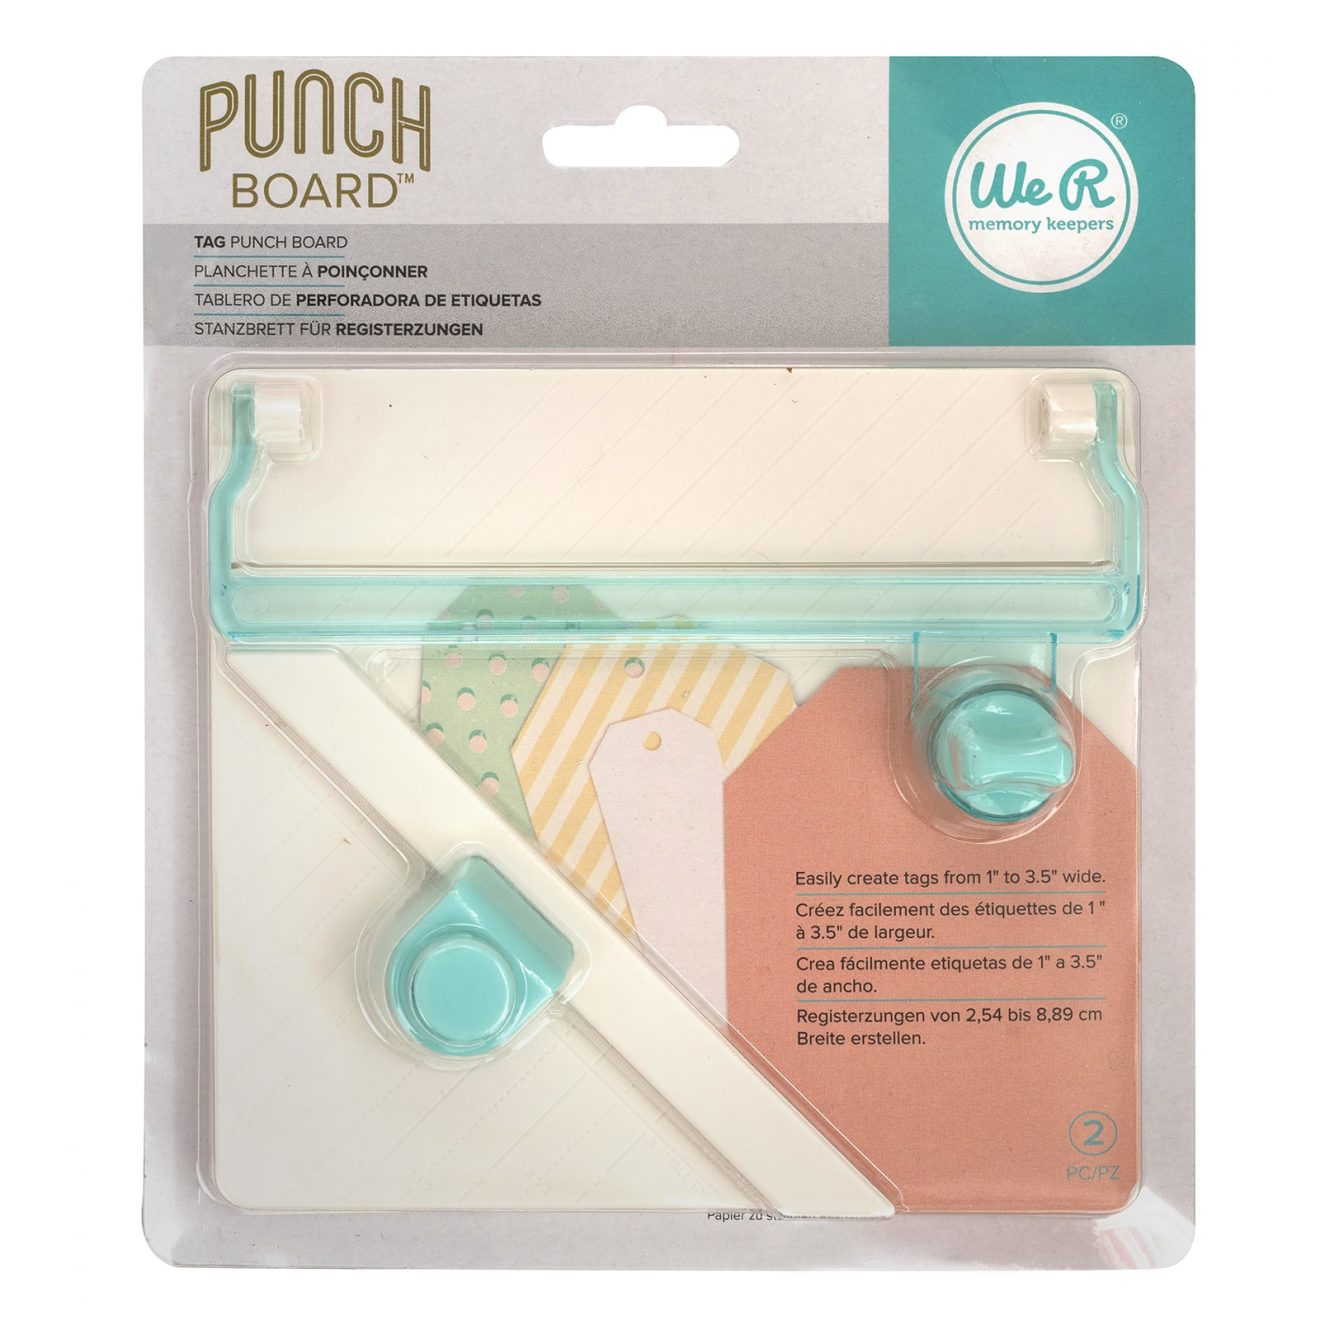 PUNCH
BOARD™
We R
memory keepers
®
TAG PUNCH BOARD
PLANCHETTE À POINÇONNER
TABLERO DE PERFORADORA DE ETIQUETAS
STANZBRETT FÜR REGISTERZUNGEN
Easily create tags from 1" to 3.5" wide.
Créez facilement des étiquettes de 1 "
à 3.5" de largeur.
Crea fácilmente etiquetas de 1" a 3.5"
de ancho.
Registerzungen von 2,54 bis 8,89 cm
Breite erstellen.
2
PC/PZ
Papier zu